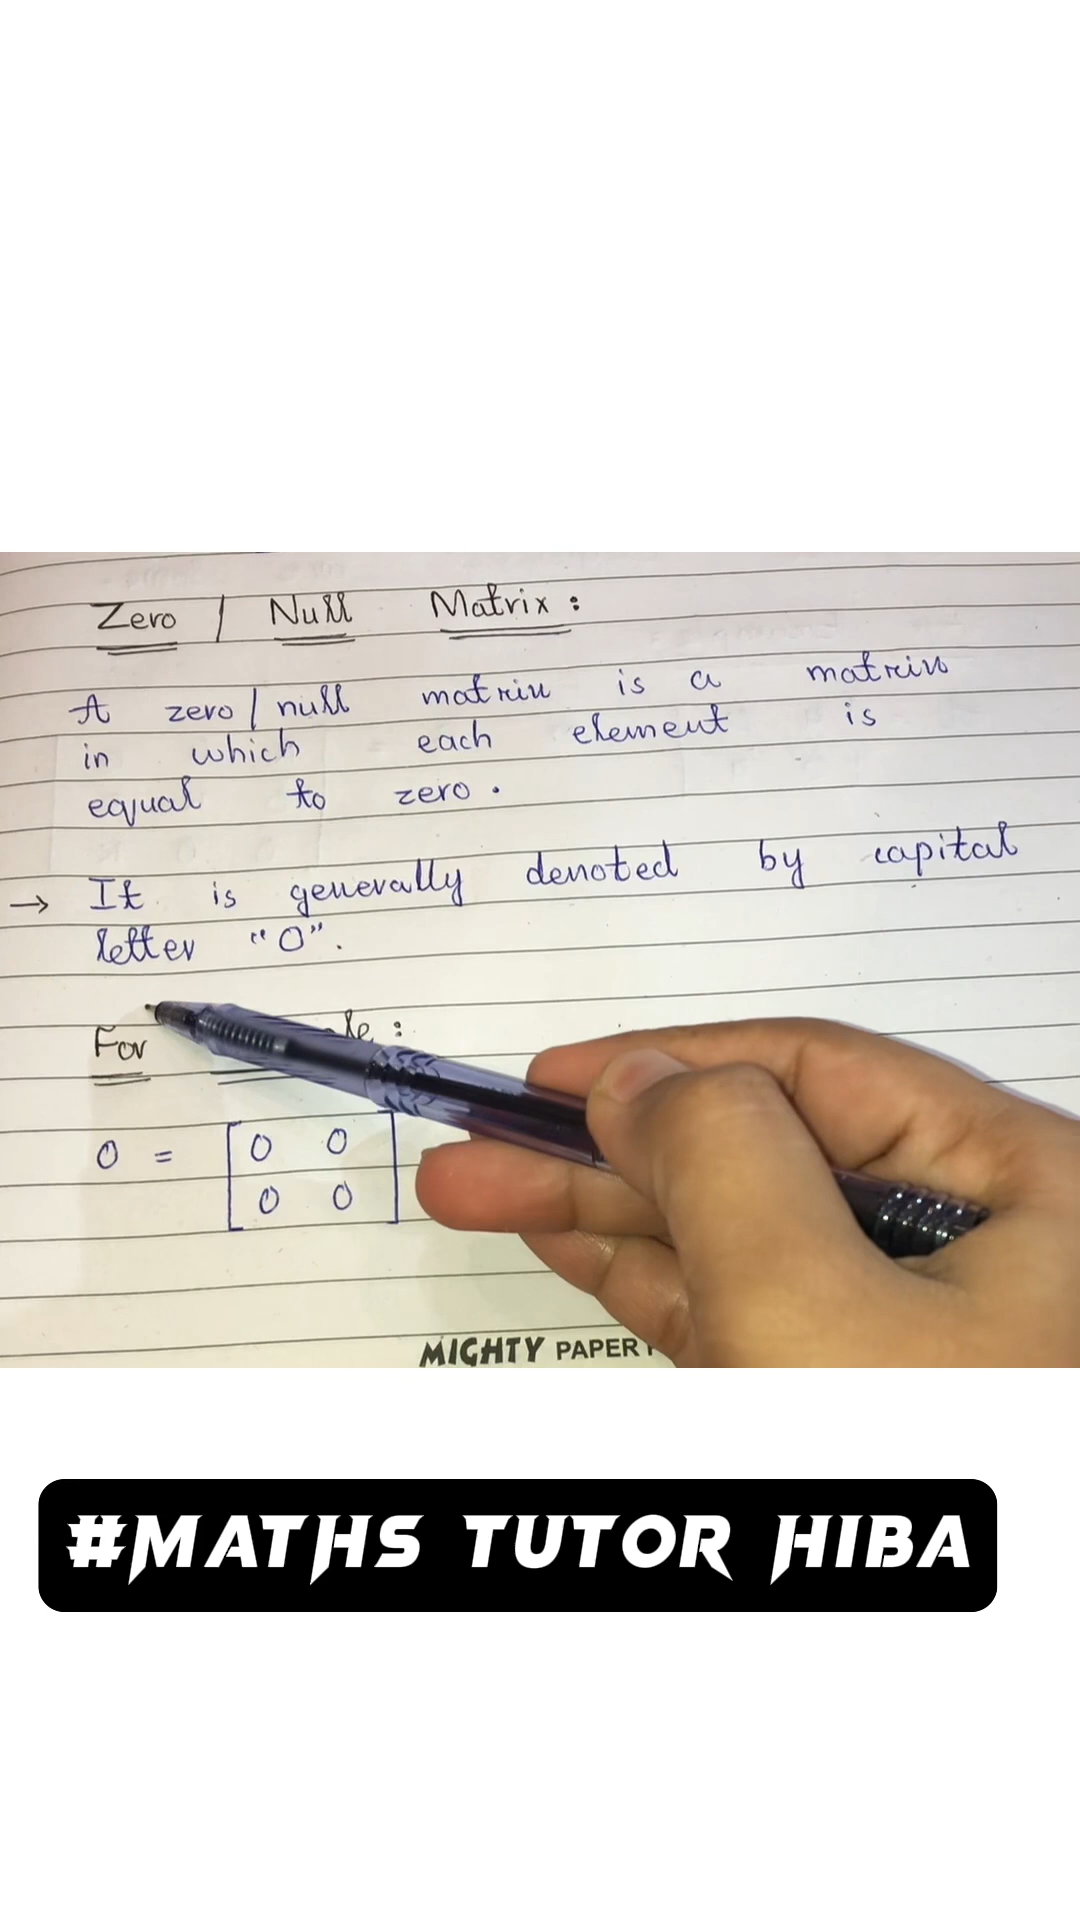 Zero / Null Matrix :
A zero/null matrix is a matrix
in which each element is
equal to zero.
→ It is generally denoted by capital
letter "O".
For :
O = [ 0 0
0 0 ]
MIGHTY PAPER
#MATHS TUTOR HIBA